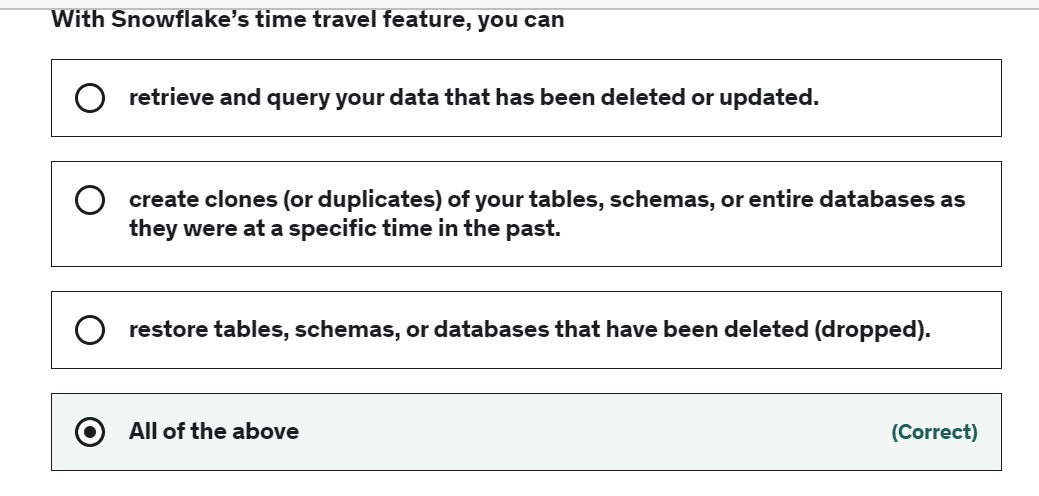 With Snowflake’s time travel feature, you can
retrieve and query your data that has been deleted or updated.
create clones (or duplicates) of your tables, schemas, or entire databases as
they were at a specific time in the past.
restore tables, schemas, or databases that have been deleted (dropped).
All of the above (Correct)